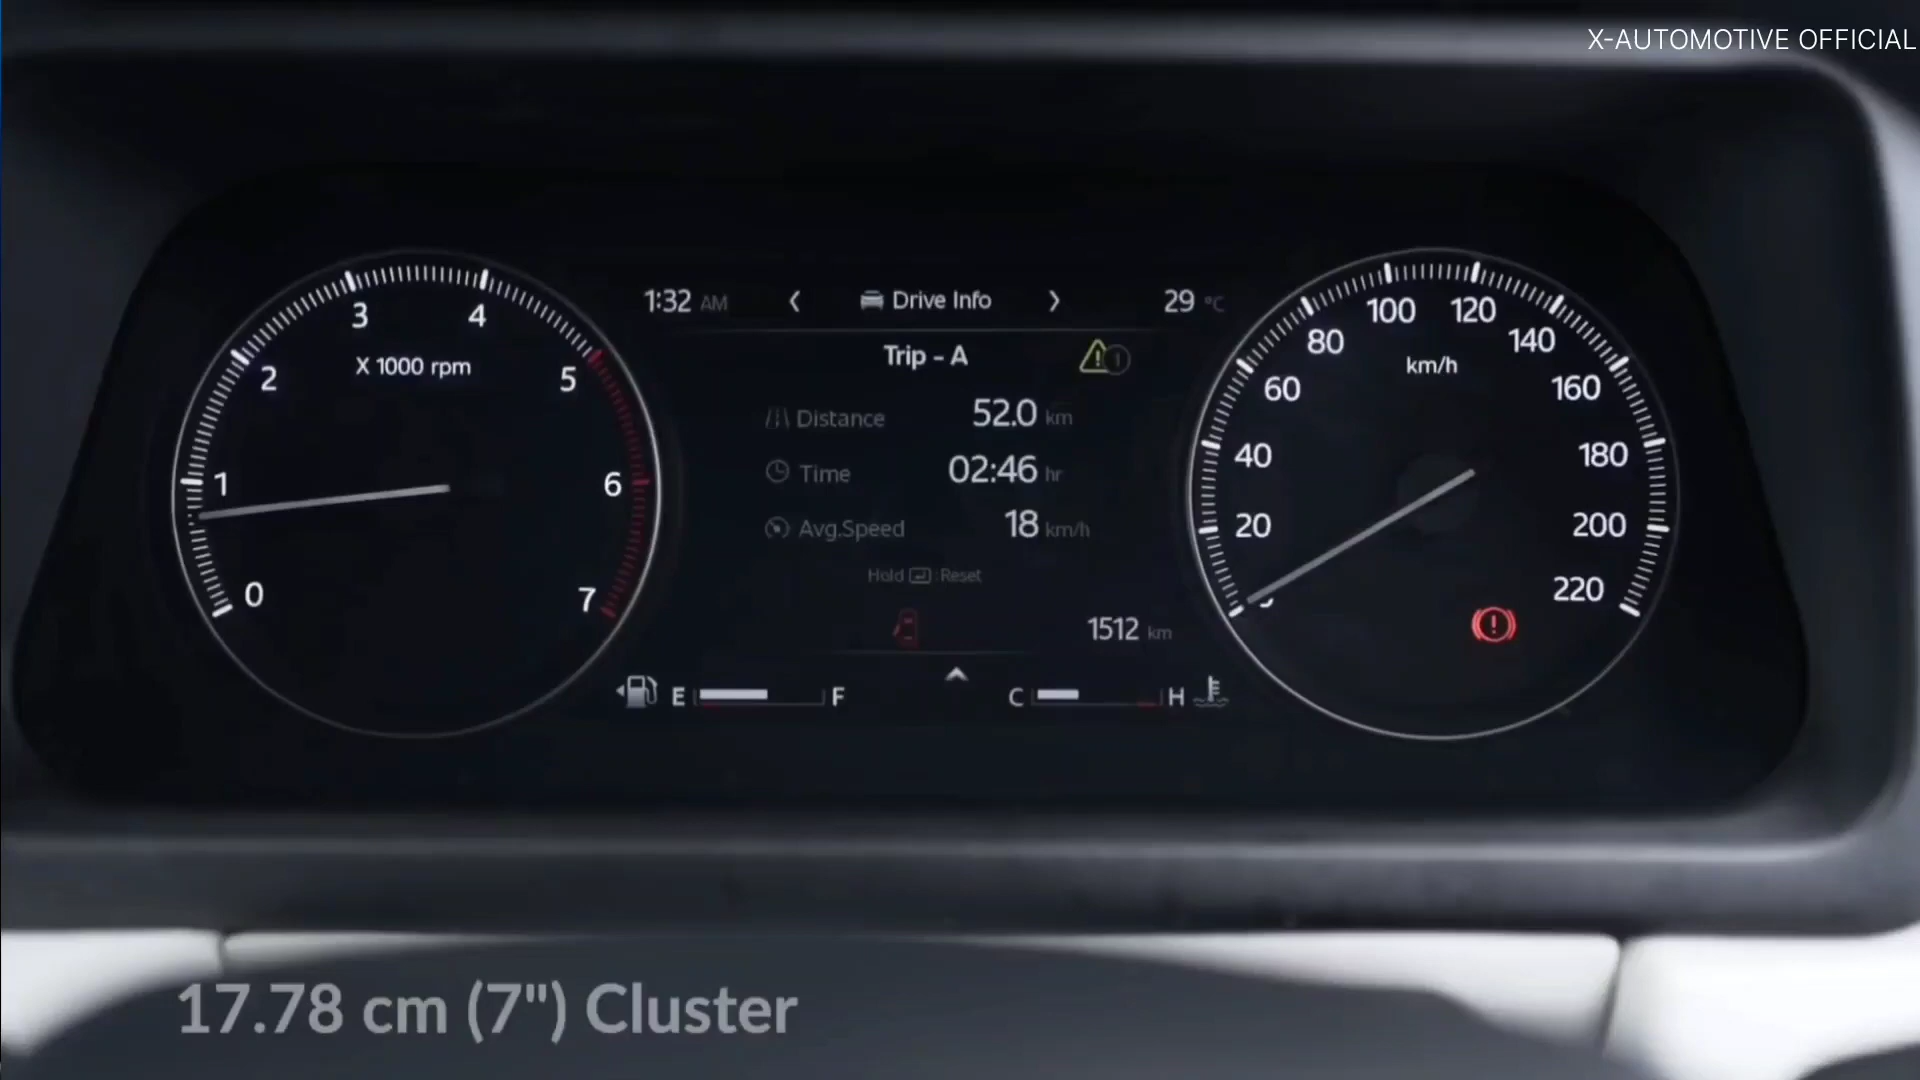 X-AUTOMOTIVE OFFICIAL
1:32 AM
Drive Info
29 °C
Trip - A
Distance 52.0 km
Time 02:46 hr
Avg.Speed 18 km/h
Hold : Reset
1512 km
E F
C H
0
1
2
3
4
5
6
7
X 1000 rpm
20
40
60
80
100
120
140
160
180
200
220
km/h
17.78 cm (7") Cluster